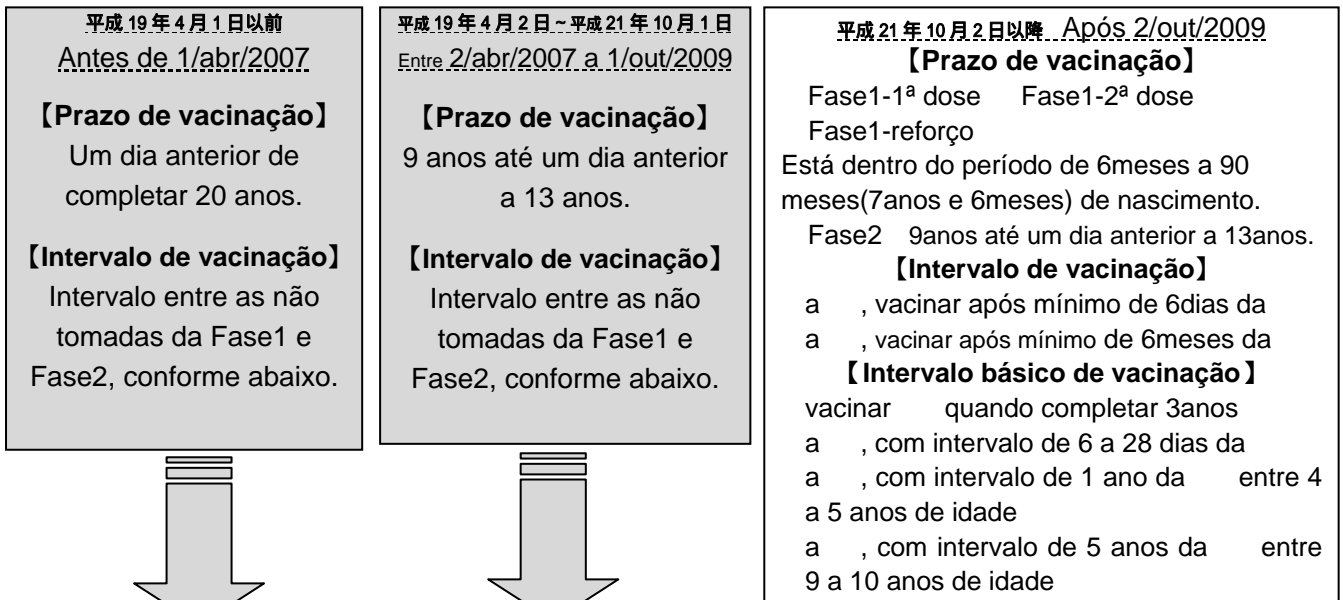 平成 19 年 4 月 1 日以前
Antes de 1/abr/2007
【Prazo de vacinação】
Um dia anterior de
completar 20 anos.
【Intervalo de vacinação】
Intervalo entre as não
tomadas da Fase1 e
Fase2, conforme abaixo.
平成 19 年 4 月 2 日~平成 21 年 10 月 1 日
Entre 2/abr/2007 a 1/out/2009
【Prazo de vacinação】
9 anos até um dia anterior
a 13 anos.
【Intervalo de vacinação】
Intervalo entre as não
tomadas da Fase1 e
Fase2, conforme abaixo.
平成 21 年 10 月 2 日以降 Após 2/out/2009
【Prazo de vacinação】
Fase1-1ª dose Fase1-2ª dose
Fase1-reforço
Está dentro do período de 6meses a 90
meses(7anos e 6meses) de nascimento.
Fase2 9anos até um dia anterior a 13anos.
【Intervalo de vacinação】
a , vacinar após mínimo de 6dias da
a , vacinar após mínimo de 6meses da
【Intervalo básico de vacinação】
vacinar quando completar 3anos
a , com intervalo de 6 a 28 dias da
a , com intervalo de 1 ano da entre 4
a 5 anos de idade
a , com intervalo de 5 anos da entre
9 a 10 anos de idade